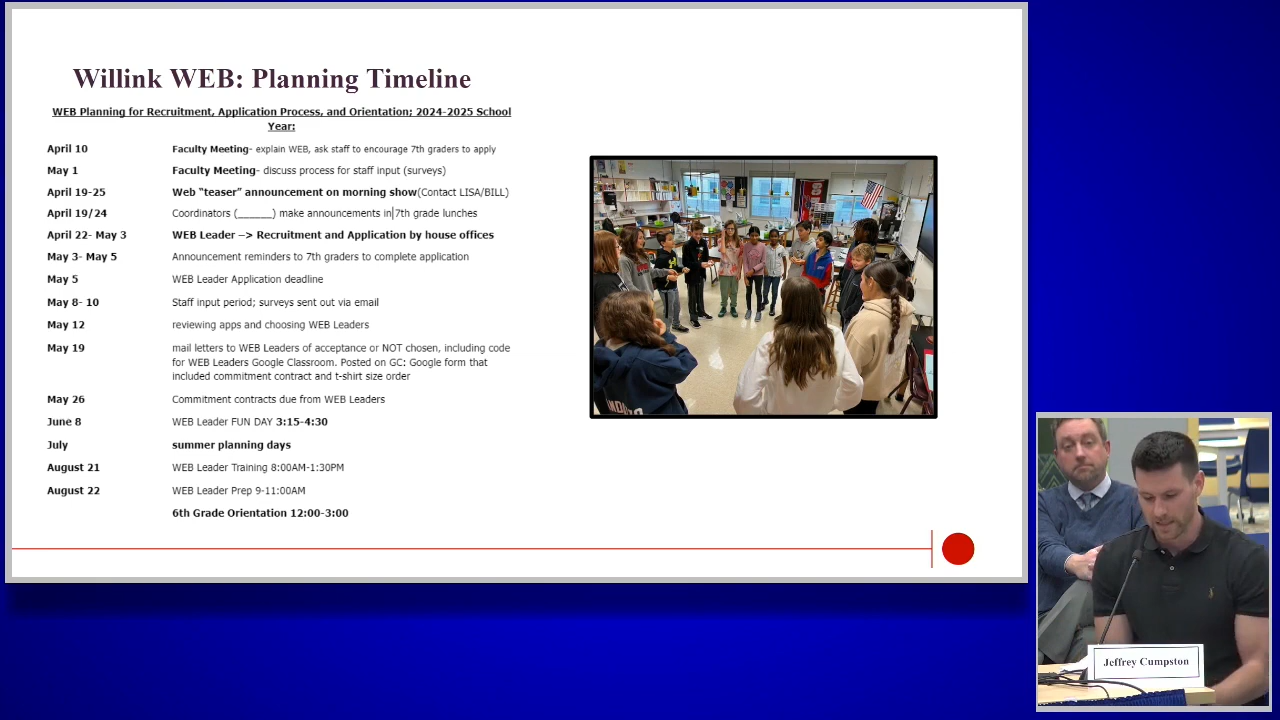 Willink WEB: Planning Timeline
WEB Planning for Recruitment, Application Process, and Orientation; 2024-2025 School
Year:
April 10 Faculty Meeting- explain WEB, ask staff to encourage 7th graders to apply
May 1 Faculty Meeting- discuss process for staff input (surveys)
April 19-25 Web “teaser” announcement on morning show(Contact LISA/BILL)
April 19/24 Coordinators (______) make announcements in 7th grade lunches
April 22- May 3 WEB Leader –> Recruitment and Application by house offices
May 3- May 5 Announcement reminders to 7th graders to complete application
May 5 WEB Leader Application deadline
May 8- 10 Staff input period; surveys sent out via email
May 12 reviewing apps and choosing WEB Leaders
May 19 mail letters to WEB Leaders of acceptance or NOT chosen, including code
for WEB Leaders Google Classroom. Posted on GC: Google form that
included commitment contract and t-shirt size order
May 26 Commitment contracts due from WEB Leaders
June 8 WEB Leader FUN DAY 3:15-4:30
July summer planning days
August 21 WEB Leader Training 8:00AM-1:30PM
August 22 WEB Leader Prep 9-11:00AM
6th Grade Orientation 12:00-3:00
Jeffrey Cumpston